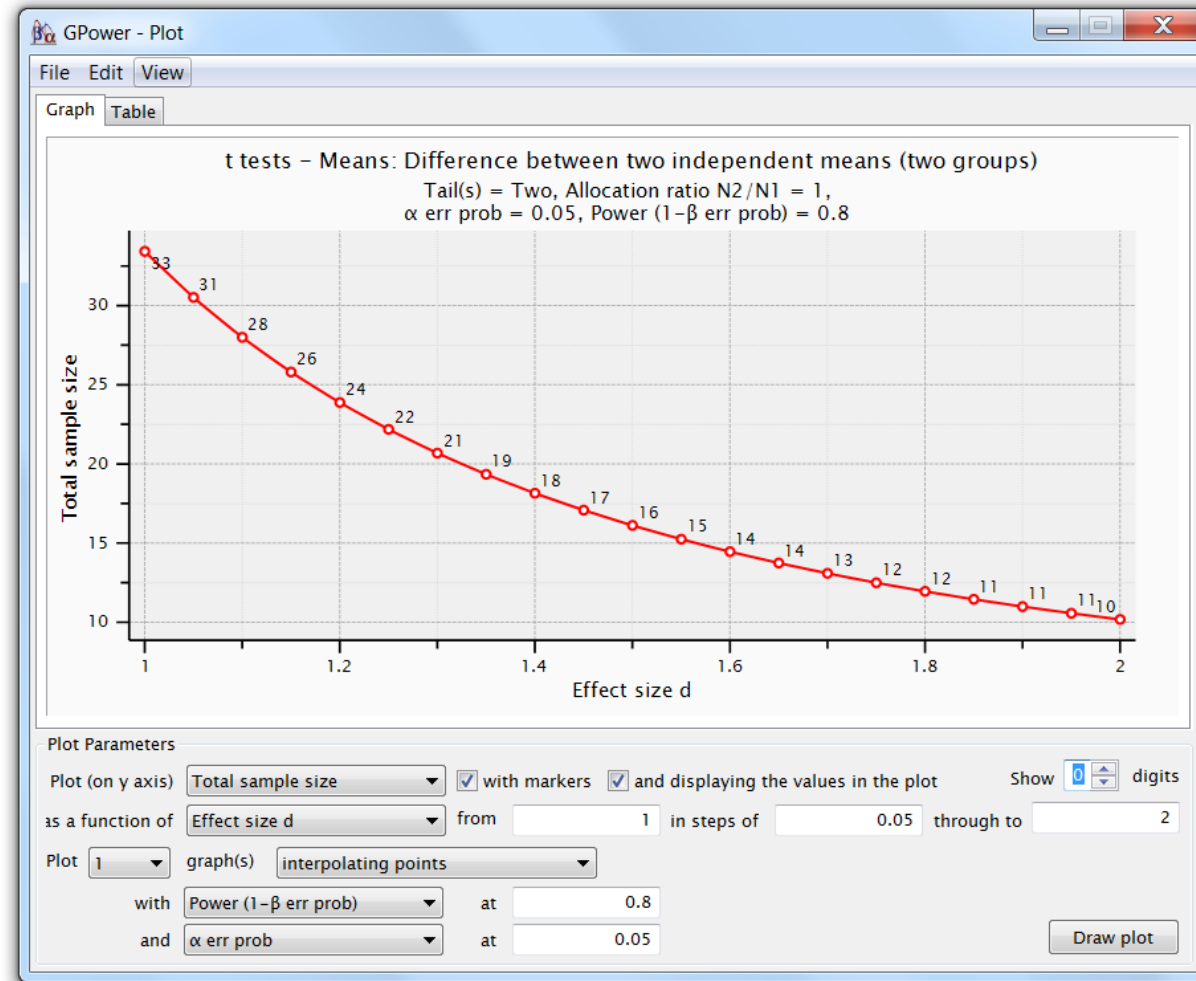 GPower - Plot
File Edit View
Graph Table
t tests – Means: Difference between two independent means (two groups)
Tail(s) = Two, Allocation ratio N2/N1 = 1,
α err prob = 0.05, Power (1-β err prob) = 0.8
33
31
28
26
24
22
21
19
18
17
16
15
14
14
13
12
12
11
11
11
10
Total sample size
30
25
20
15
10
1 1.2 1.4 1.6 1.8 2
Effect size d
Plot Parameters
Plot (on y axis) Total sample size with markers and displaying the values in the plot Show 0 digits
as a function of Effect size d from 1 in steps of 0.05 through to 2
Plot 1 graph(s) interpolating points
with Power (1-β err prob) at 0.8
and α err prob at 0.05
Draw plot